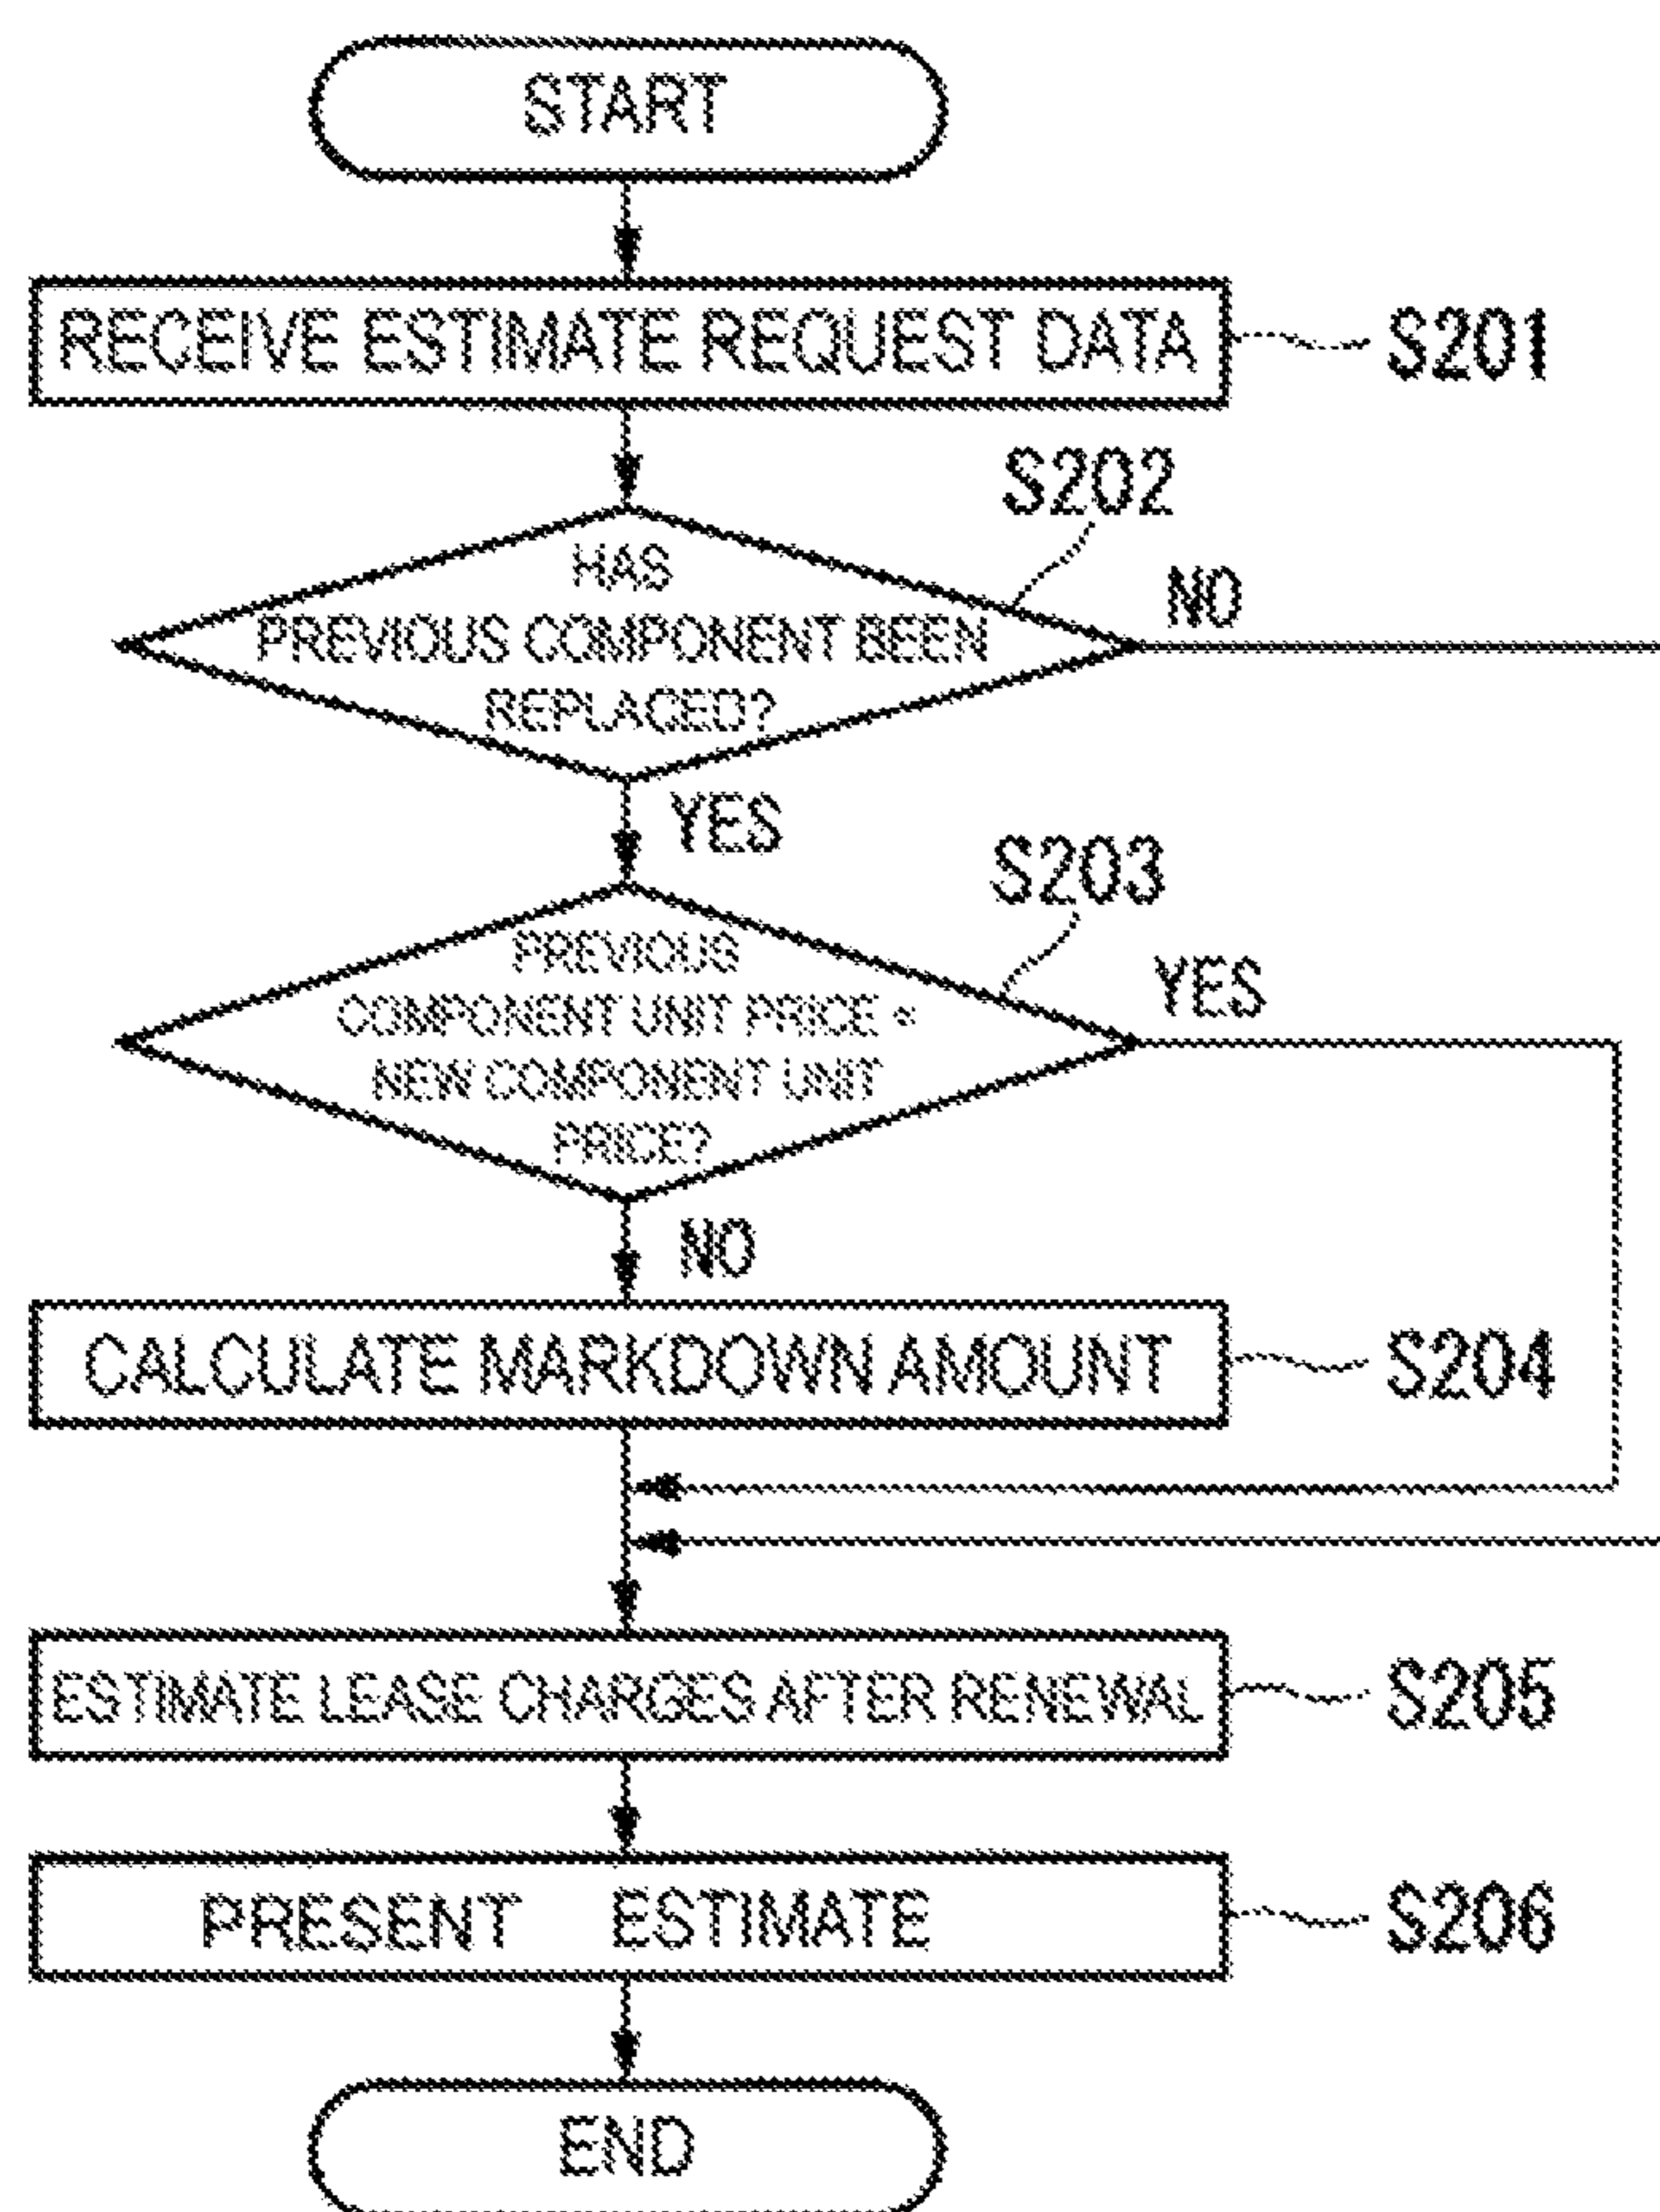 START
RECEIVE ESTIMATE REQUEST DATA
S201
S202
HAS
PREVIOUS COMPONENT BEEN
REPLACED?
NO
YES
S203
PREVIOUS
COMPONENT UNIT PRICE =
NEW COMPONENT UNIT
PRICE?
YES
NO
CALCULATE MARKDOWN AMOUNT
S204
ESTIMATE LEASE CHARGES AFTER RENEWAL
S205
PRESENT ESTIMATE
S206
END